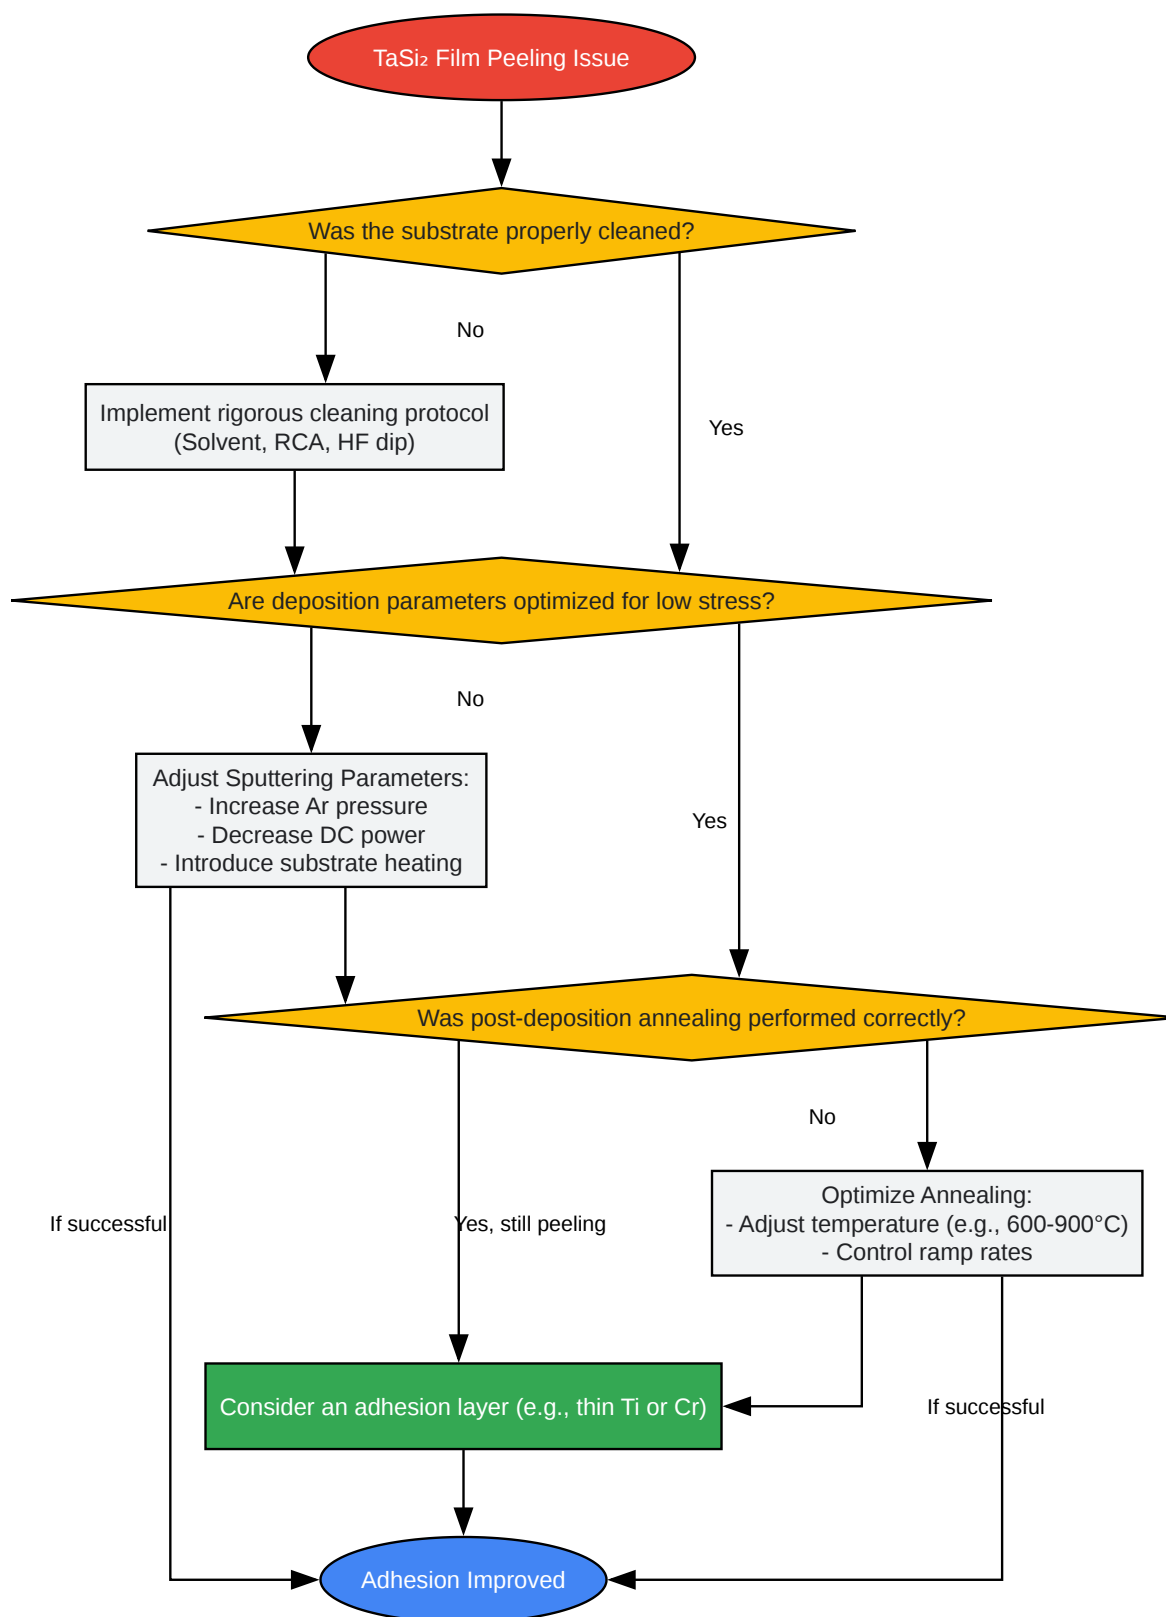 TaSi₂ Film Peeling Issue
Was the substrate properly cleaned?
No
Implement rigorous cleaning protocol
(Solvent, RCA, HF dip)
Yes
Are deposition parameters optimized for low stress?
No
Adjust Sputtering Parameters:
- Increase Ar pressure
- Decrease DC power
- Introduce substrate heating
Yes
Was post-deposition annealing performed correctly?
No
Optimize Annealing:
- Adjust temperature (e.g., 600-900°C)
- Control ramp rates
If successful
Yes, still peeling
Consider an adhesion layer (e.g., thin Ti or Cr)
If successful
Adhesion Improved